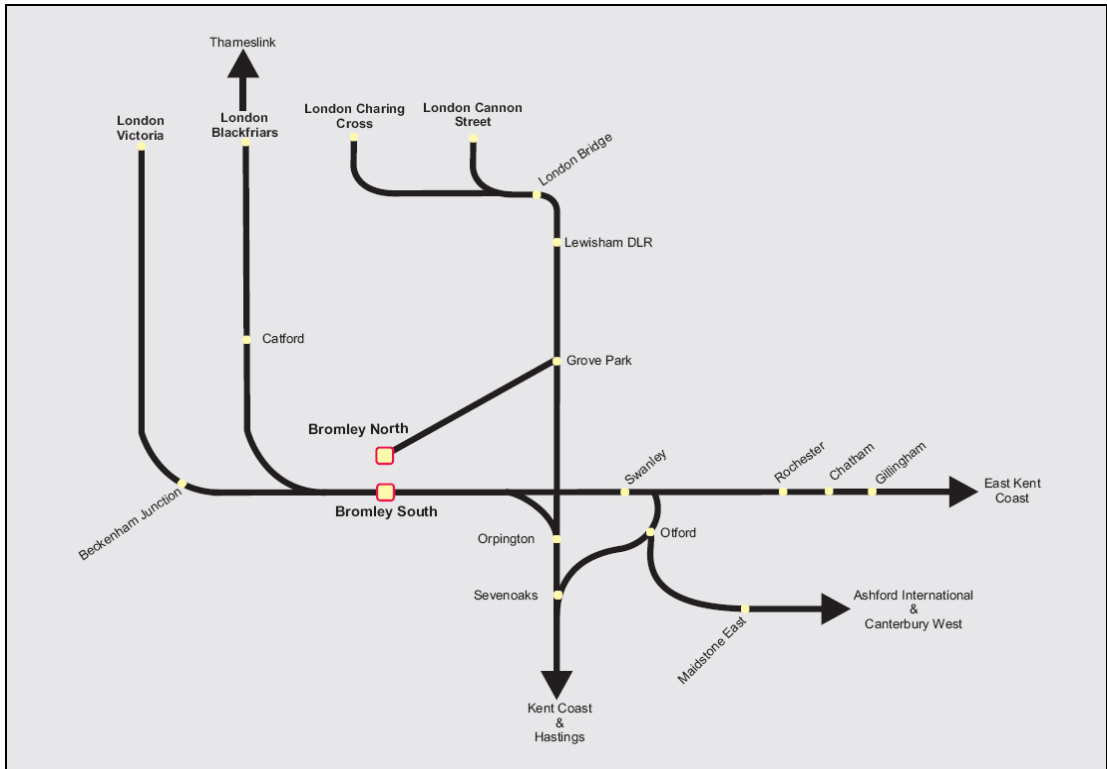 Thameslink
London
Victoria
London
Blackfriars
London Charing
Cross
London Cannon
Street
London Bridge
Lewisham DLR
Catford
Grove Park
Bromley North
Swanley
Rochester
Chatham
Gillingham
East Kent
Coast
Beckenham Junction
Bromley South
Orpington
Otford
Sevenoaks
Ashford International
&
Canterbury West
Maidstone East
Kent Coast
&
Hastings